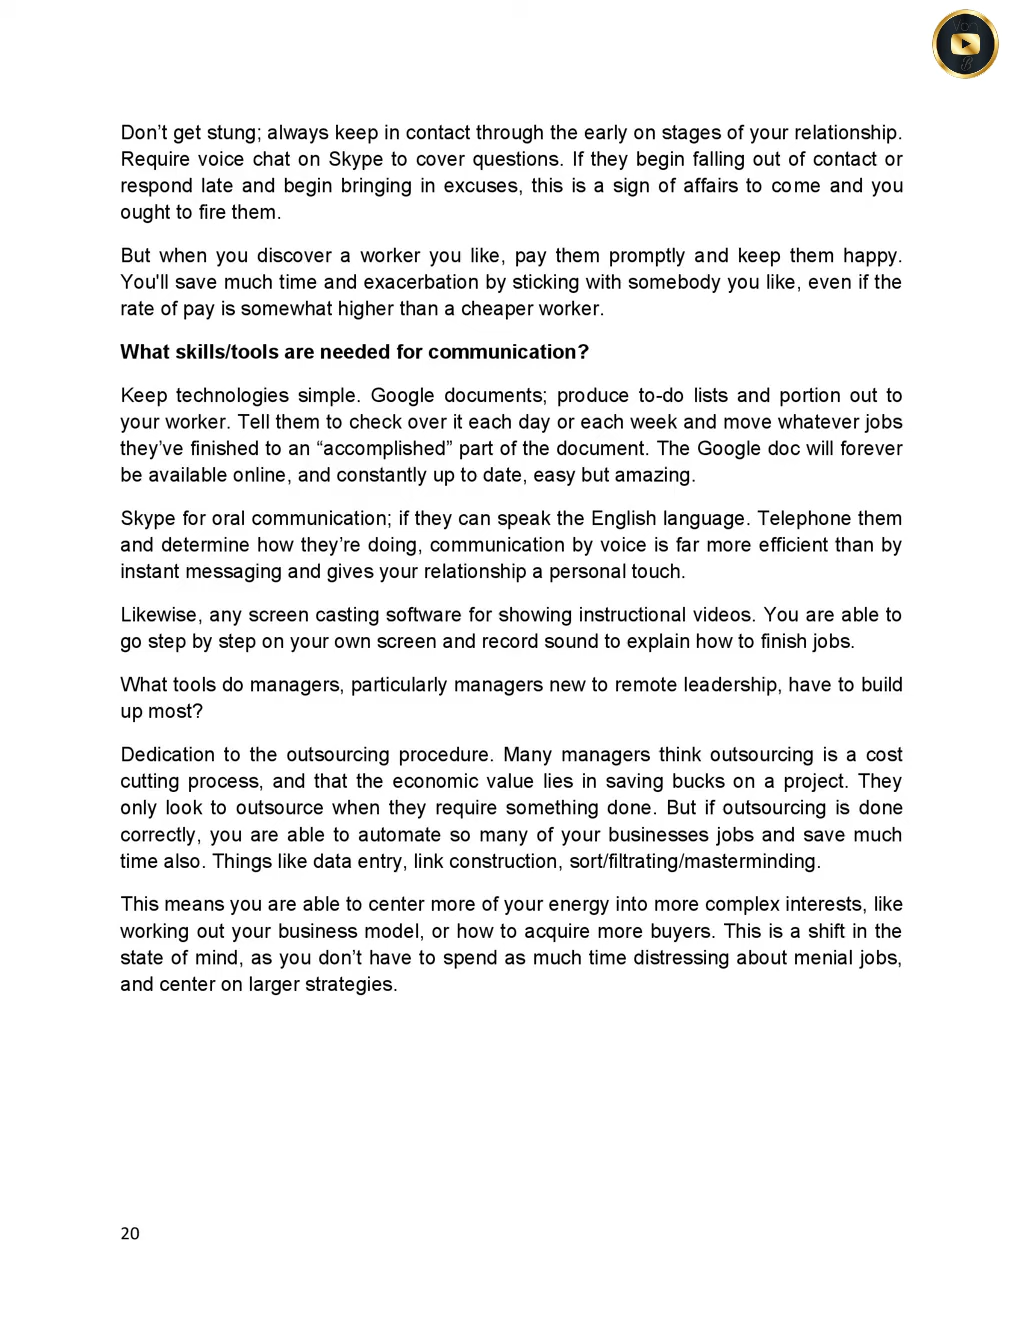 Von
B
Don’t get stung; always keep in contact through the early on stages of your relationship.
Require voice chat on Skype to cover questions. If they begin falling out of contact or
respond late and begin bringing in excuses, this is a sign of affairs to come and you
ought to fire them.
But when you discover a worker you like, pay them promptly and keep them happy.
You'll save much time and exacerbation by sticking with somebody you like, even if the
rate of pay is somewhat higher than a cheaper worker.
What skills/tools are needed for communication?
Keep technologies simple. Google documents; produce to-do lists and portion out to
your worker. Tell them to check over it each day or each week and move whatever jobs
they’ve finished to an “accomplished” part of the document. The Google doc will forever
be available online, and constantly up to date, easy but amazing.
Skype for oral communication; if they can speak the English language. Telephone them
and determine how they’re doing, communication by voice is far more efficient than by
instant messaging and gives your relationship a personal touch.
Likewise, any screen casting software for showing instructional videos. You are able to
go step by step on your own screen and record sound to explain how to finish jobs.
What tools do managers, particularly managers new to remote leadership, have to build
up most?
Dedication to the outsourcing procedure. Many managers think outsourcing is a cost
cutting process, and that the economic value lies in saving bucks on a project. They
only look to outsource when they require something done. But if outsourcing is done
correctly, you are able to automate so many of your businesses jobs and save much
time also. Things like data entry, link construction, sort/filtrating/masterminding.
This means you are able to center more of your energy into more complex interests, like
working out your business model, or how to acquire more buyers. This is a shift in the
state of mind, as you don’t have to spend as much time distressing about menial jobs,
and center on larger strategies.
20